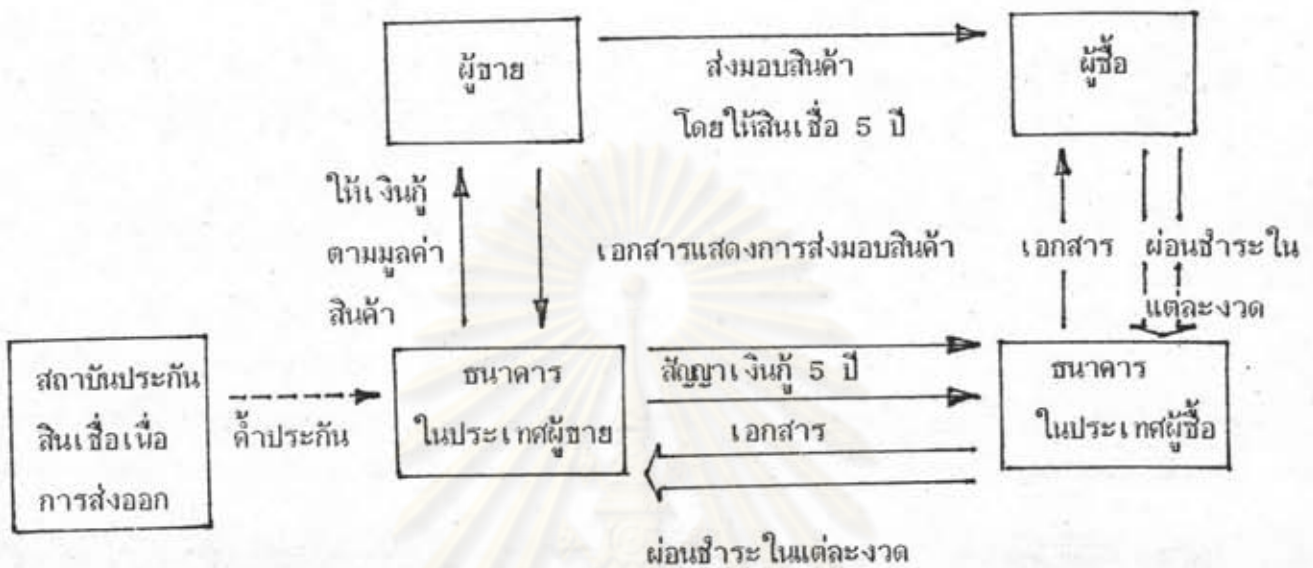 ผู้ขาย
ส่งมอบสินค้า
โดยให้สินเชื่อ 5 ปี
ผู้ซื้อ
ให้เงินกู้
ตามมูลค่า
สินค้า
เอกสารแสดงการส่งมอบสินค้า
เอกสาร
ผ่อนชำระใน
แต่ละงวด
สถาบันประกัน
สินเชื่อเพื่อ
การส่งออก
ค้ำประกัน
ธนาคาร
ในประเทศผู้ขาย
สัญญาเงินกู้ 5 ปี
เอกสาร
ธนาคาร
ในประเทศผู้ซื้อ
ผ่อนชำระในแต่ละงวด